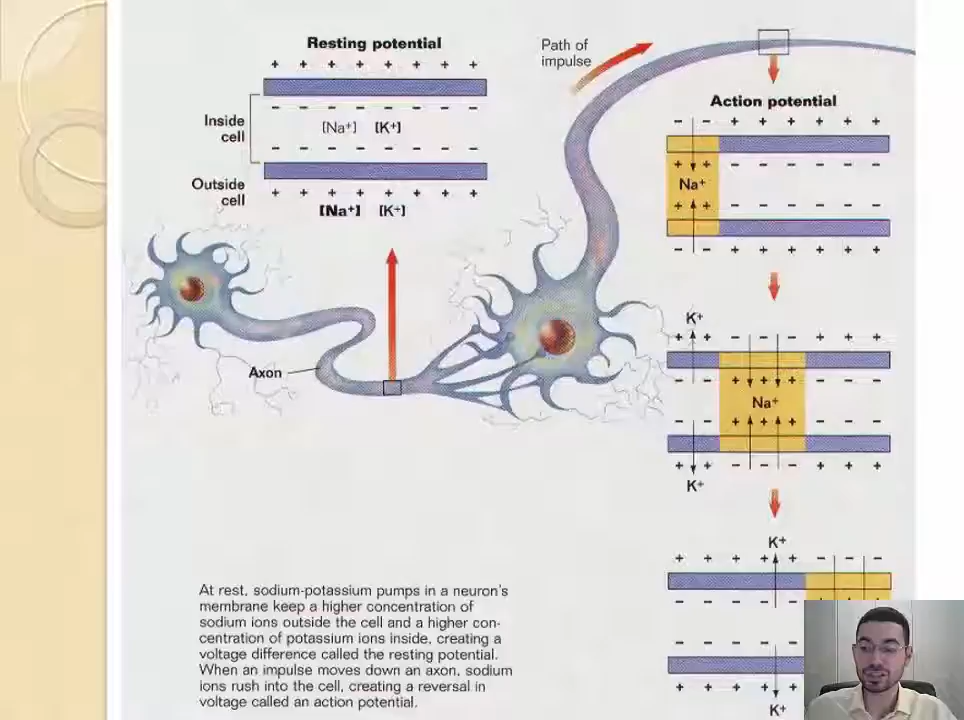 Resting potential
+ + + + + + + +
- - - - - - - -
Inside
cell
[Na+] [K+]
- - - - - - - -
Outside
cell
+ + + + + + + +
[Na+] [K+]
Axon
At rest, sodium-potassium pumps in a neuron's
membrane keep a higher concentration of
sodium ions outside the cell and a higher con-
centration of potassium ions inside, creating a
voltage difference called the resting potential.
When an impulse moves down an axon, sodium
ions rush into the cell, creating a reversal in
voltage called an action potential.
Path of
impulse
Action potential
- - + + + + + +
+ + - - - - - -
Na+
+ + - - - - - -
- - + + + + + +
K+
+ + - - - + + +
- - + + + - - -
Na+
- - + + + - - -
+ + - - - + + +
K+
K+
+ + + + + - - -
- - - - -
- - - - -
+ + + + +
K+